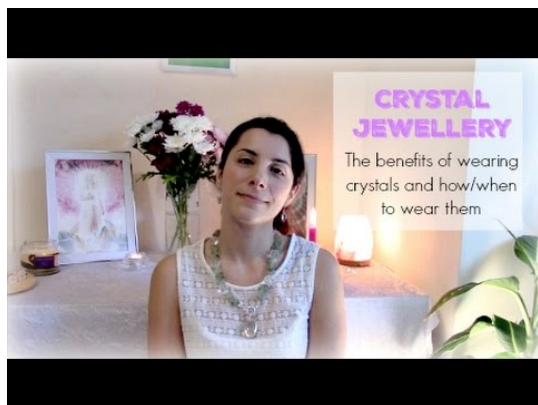 CRYSTAL
JEWELLERY
The benefits of wearing
crystals and how/when
to wear them